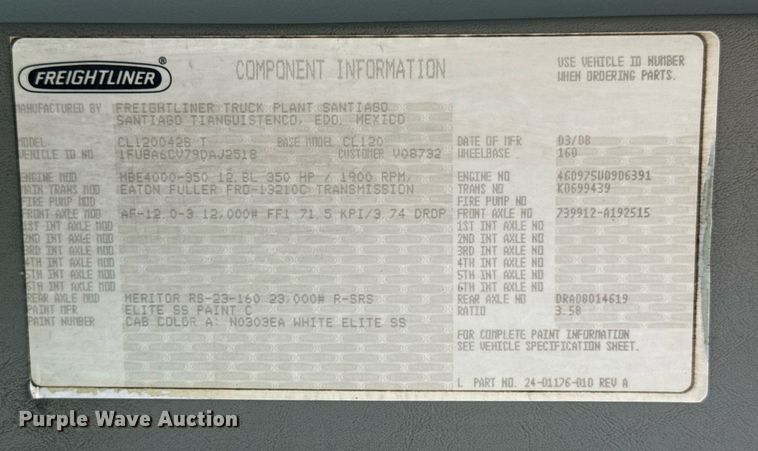 FREIGHTLINER ®
COMPONENT INFORMATION
USE VEHICLE ID NUMBER
WHEN ORDERING PARTS.
MANUFACTURED BY FREIGHTLINER TRUCK PLANT SANTIAGO
SANTIAGO TIANGUISTENCO, EDO. MEXICO
MODEL CL120042S T BASE MODEL CL120 DATE OF MFR 03/08
VEHICLE ID NO 1FUBA6CV79DAJ2518 CUSTOMER V08732 WHEELBASE 160
ENGINE MOD MBE4000-350 12.8L 350 HP / 1900 RPM, ENGINE NO 460975U0906391
MAIN TRANS MOD EATON FULLER FRO-13210C TRANSMISSION TRANS NO K0699439
FIRE PUMP MOD FIRE PUMP NO
FRONT AXLE MOD AF-12.0-3 12,000# FF1 71.5 KPI/3.74 DROP FRONT AXLE NO 739912-A192515
1ST INT AXLE MOD 1ST INT AXLE NO
2ND INT AXLE MOD 2ND INT AXLE NO
3RD INT AXLE MOD 3RD INT AXLE NO
4TH INT AXLE MOD 4TH INT AXLE NO
5TH INT AXLE MOD 5TH INT AXLE NO
6TH INT AXLE MOD 6TH INT AXLE NO
REAR AXLE MOD MERITOR RS-23-160 23,000# R-SRS REAR AXLE NO DRA08014619
PAINT MFR ELITE SS PAINT C RATIO 3.58
PAINT NUMBER CAB COLOR A: N0303EA WHITE ELITE SS
FOR COMPLETE PAINT INFORMATION
SEE VEHICLE SPECIFICATION SHEET.
L PART NO. 24-01176-010 REV A
Purple Wave Auction